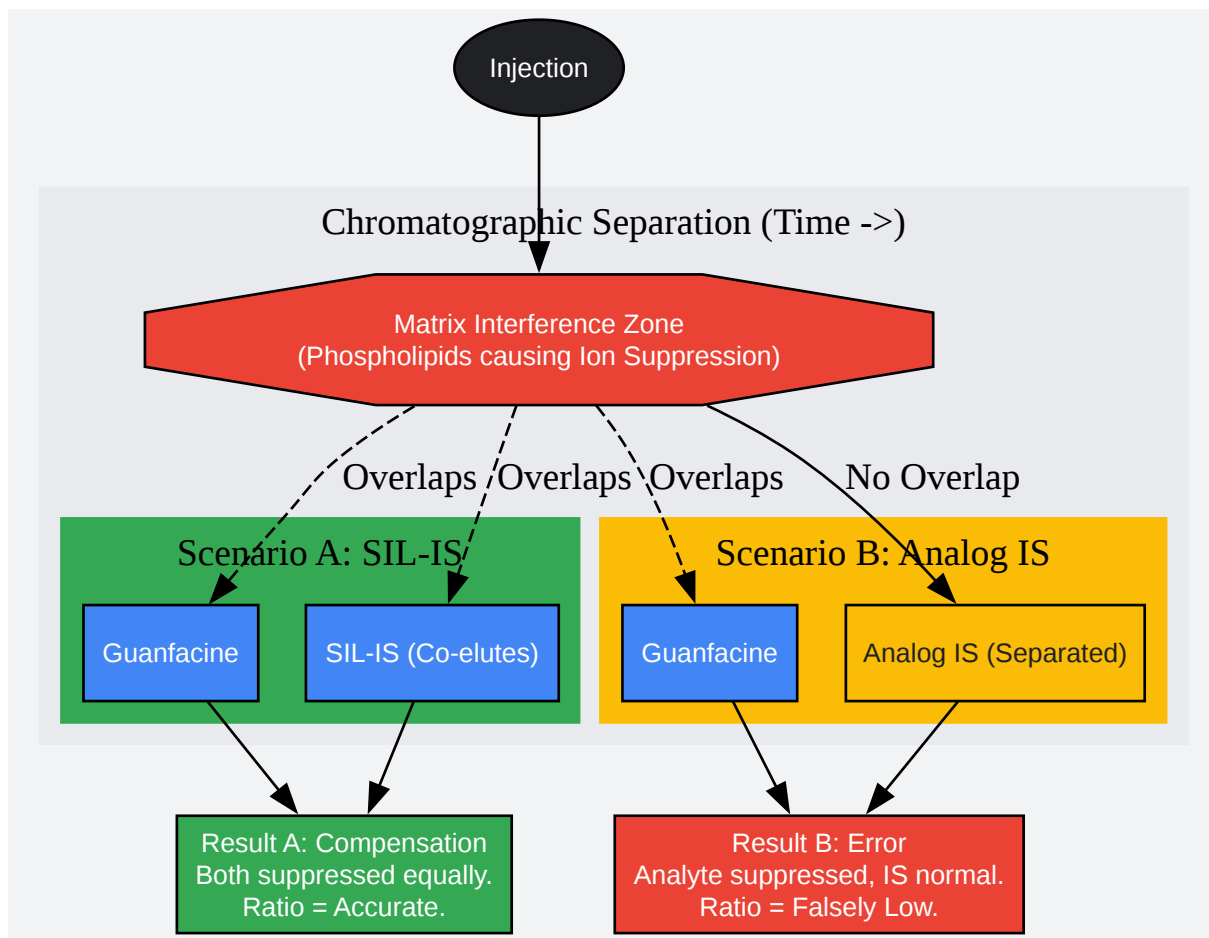 Injection
Chromatographic Separation (Time ->)
Matrix Interference Zone
(Phospholipids causing Ion Suppression)
Overlaps
Overlaps
Overlaps
No Overlap
Scenario A: SIL-IS
Scenario B: Analog IS
Guanfacine
SIL-IS (Co-elutes)
Guanfacine
Analog IS (Separated)
Result A: Compensation
Both suppressed equally.
Ratio = Accurate.
Result B: Error
Analyte suppressed, IS normal.
Ratio = Falsely Low.